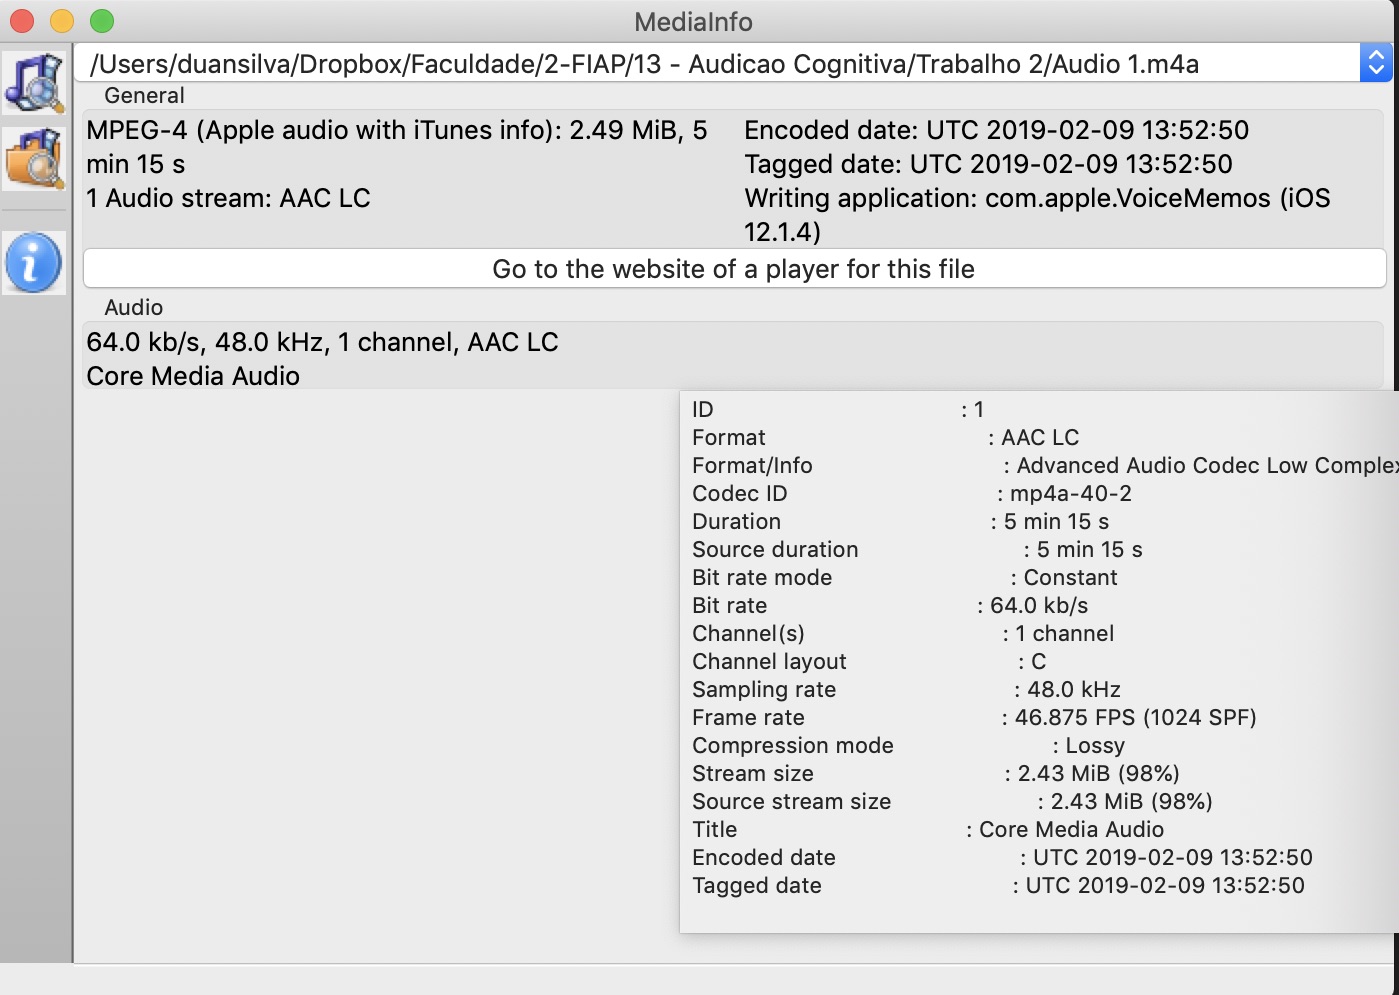 MediaInfo
/Users/duansilva/Dropbox/Faculdade/2-FIAP/13 - Audicao Cognitiva/Trabalho 2/Audio 1.m4a
General
MPEG-4 (Apple audio with iTunes info): 2.49 MiB, 5
min 15 s
1 Audio stream: AAC LC
Encoded date: UTC 2019-02-09 13:52:50
Tagged date: UTC 2019-02-09 13:52:50
Writing application: com.apple.VoiceMemos (iOS
12.1.4)
Go to the website of a player for this file
Audio
64.0 kb/s, 48.0 kHz, 1 channel, AAC LC
Core Media Audio
ID : 1
Format : AAC LC
Format/Info : Advanced Audio Codec Low Complex
Codec ID : mp4a-40-2
Duration : 5 min 15 s
Source duration : 5 min 15 s
Bit rate mode : Constant
Bit rate : 64.0 kb/s
Channel(s) : 1 channel
Channel layout : C
Sampling rate : 48.0 kHz
Frame rate : 46.875 FPS (1024 SPF)
Compression mode : Lossy
Stream size : 2.43 MiB (98%)
Source stream size : 2.43 MiB (98%)
Title : Core Media Audio
Encoded date : UTC 2019-02-09 13:52:50
Tagged date : UTC 2019-02-09 13:52:50